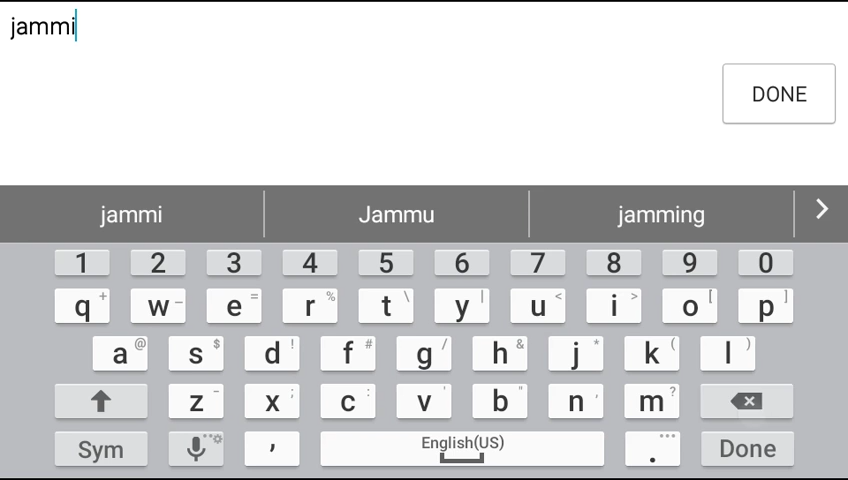 jammi
DONE
jammi Jammu jamming
1 2 3 4 5 6 7 8 9 0
q + w _ e = r % t \ y | u < i > o [ p ]
a @ s $ d ! f # g / h & j * k ( l )
z - x ; c : v ' b " n , m ?
Sym , English(US) . Done